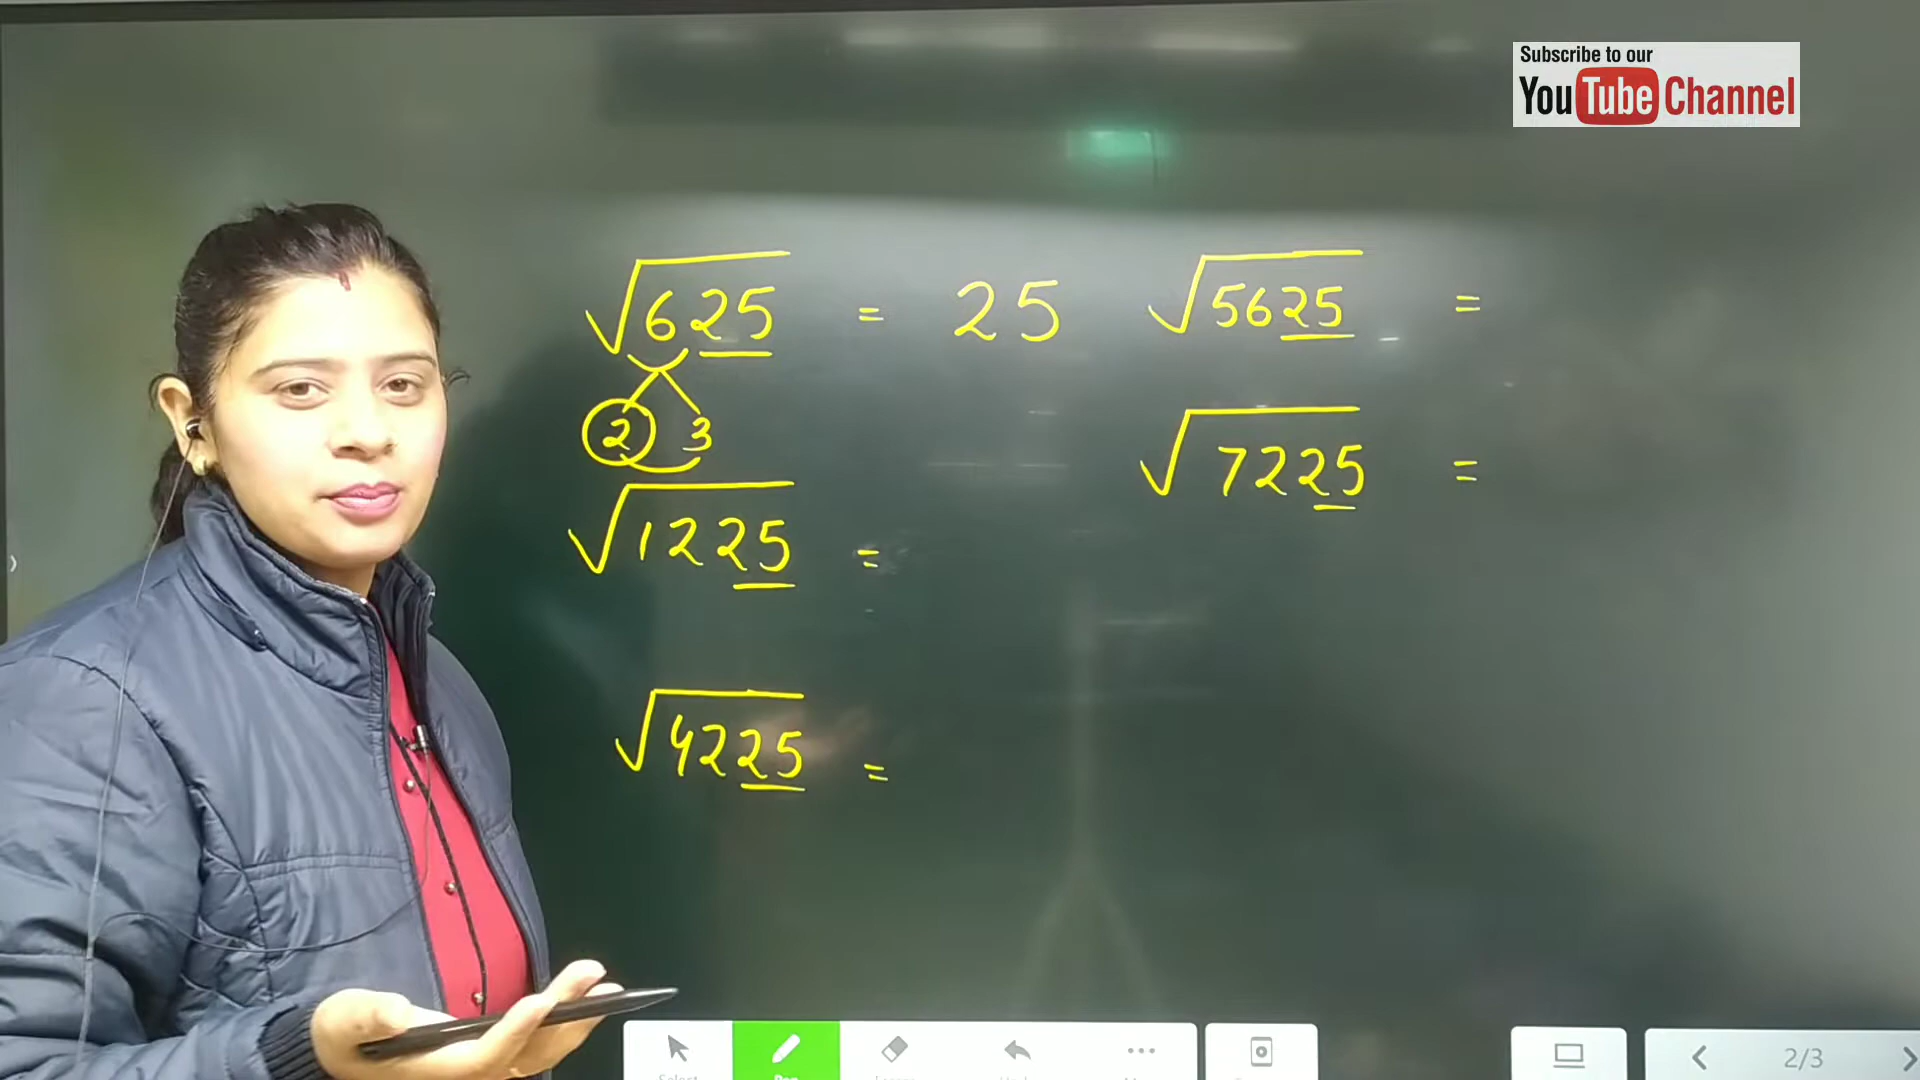 Subscribe to our
YouTube Channel
√625 = 25
2 3
√1225 =
√4225 =
√5625 =
√7225 =
2/3